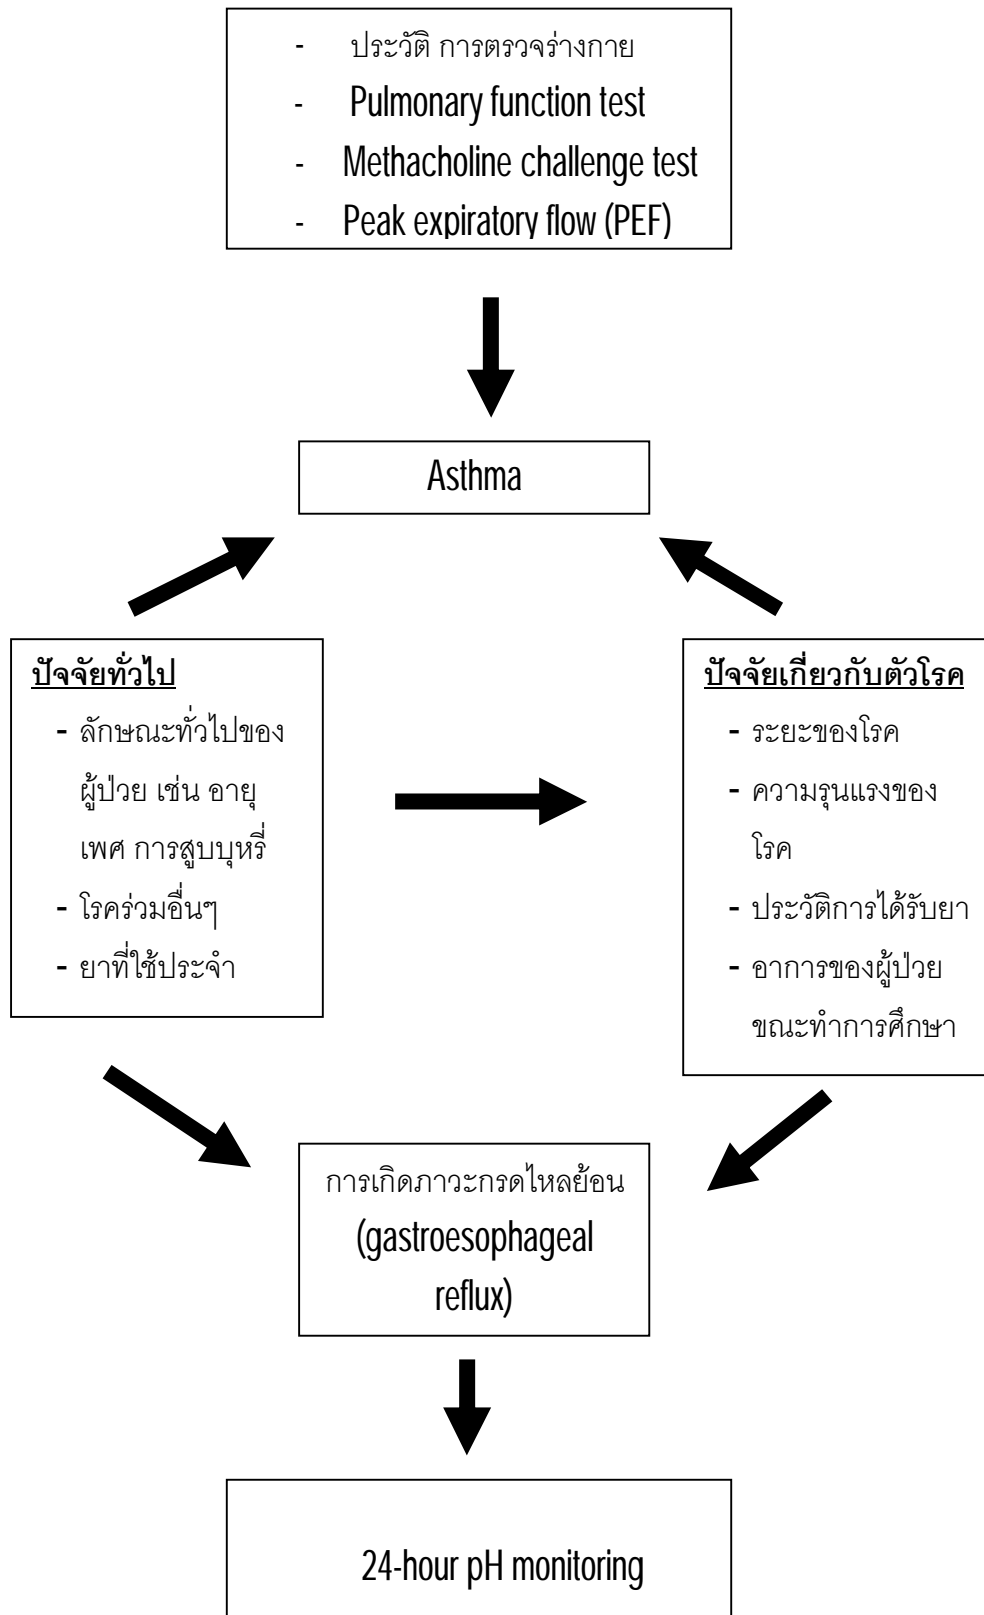 - ประวัติ การตรวจร่างกาย
- Pulmonary function test
- Methacholine challenge test
- Peak expiratory flow (PEF)
Asthma
ปัจจัยทั่วไป
- ลักษณะทั่วไปของ
ผู้ป่วย เช่น อายุ
เพศ การสูบบุหรี่
- โรคร่วมอื่นๆ
- ยาที่ใช้ประจำ
ปัจจัยเกี่ยวกับตัวโรค
- ระยะของโรค
- ความรุนแรงของ
โรค
- ประวัติการได้รับยา
- อาการของผู้ป่วย
ขณะทำการศึกษา
การเกิดภาวะกรดไหลย้อน
(gastroesophageal
reflux)
24-hour pH monitoring